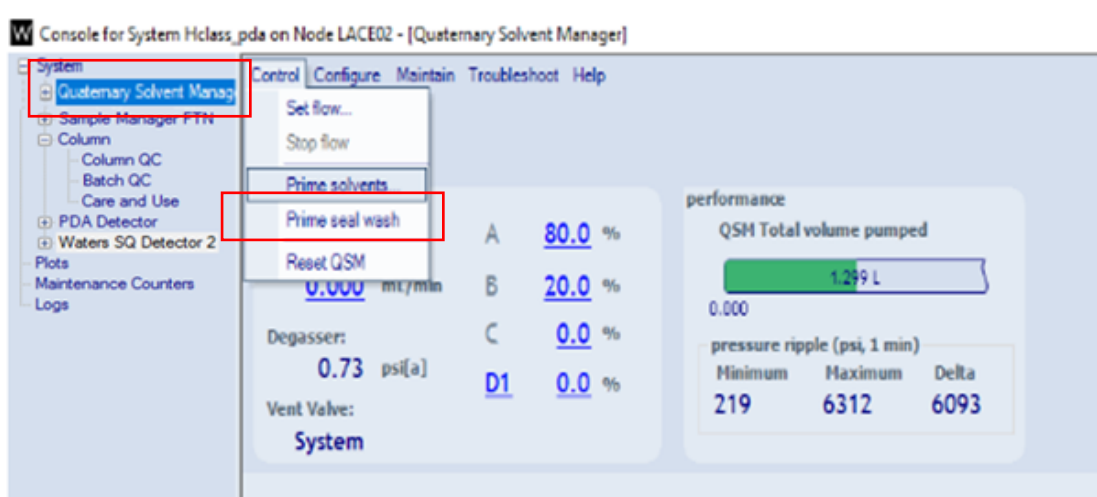 W Console for System Hclass_pda on Node LACE02 - [Quaternary Solvent Manager]
System
Quaternary Solvent Manag
Sample Manager FTN
Column
Column QC
Batch QC
Care and Use
PDA Detector
Waters SQ Detector 2
Plots
Maintenance Counters
Logs
Control Configure Maintain Troubleshoot Help
Set flow...
Stop flow
Prime solvents...
Prime seal wash
Reset QSM
0.000 mL/min
Degasser:
0.73 psi[a]
Vent Valve:
System
A 80.0 %
B 20.0 %
C 0.0 %
D1 0.0 %
performance
QSM Total volume pumped
1.299 L
0.000
pressure ripple (psi, 1 min)
Minimum Maximum Delta
219 6312 6093